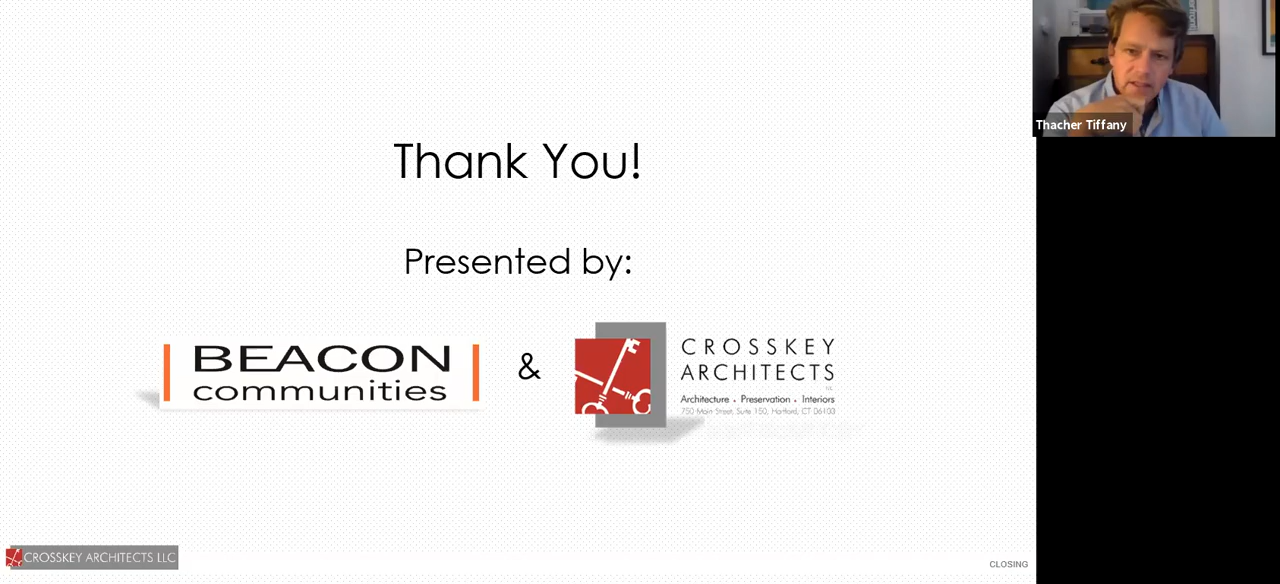 Thank You!
Presented by:
BEACON
communities
&
CROSSKEY
ARCHITECTS
Architecture • Preservation • Interiors
750 Main Street, Suite 150, Hartford, CT 06103
CROSSKEY ARCHITECTS LLC
CLOSING
Thacher Tiffany